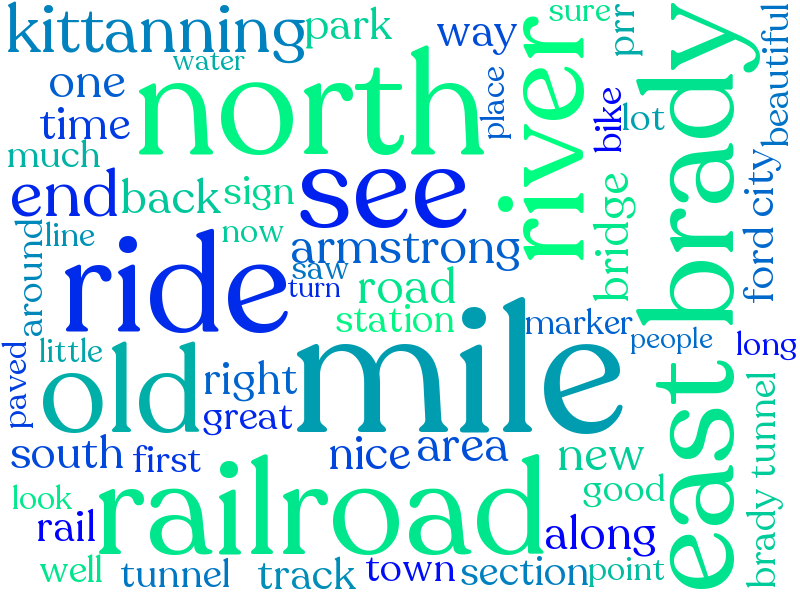 kittanning
park
way
sure
prr
beautiful
water
one
north
river
east brady
place
bike
lot
time
much
end
back
sign
see
bridge
ford city
around
line
ride
now
armstrong
saw
turn
road
station
marker
people
long
paved
little
old
right
great
mile
south
first
nice
area
new
brady tunnel
look
rail
railroad
good
along
well
tunnel
track
town
section
point